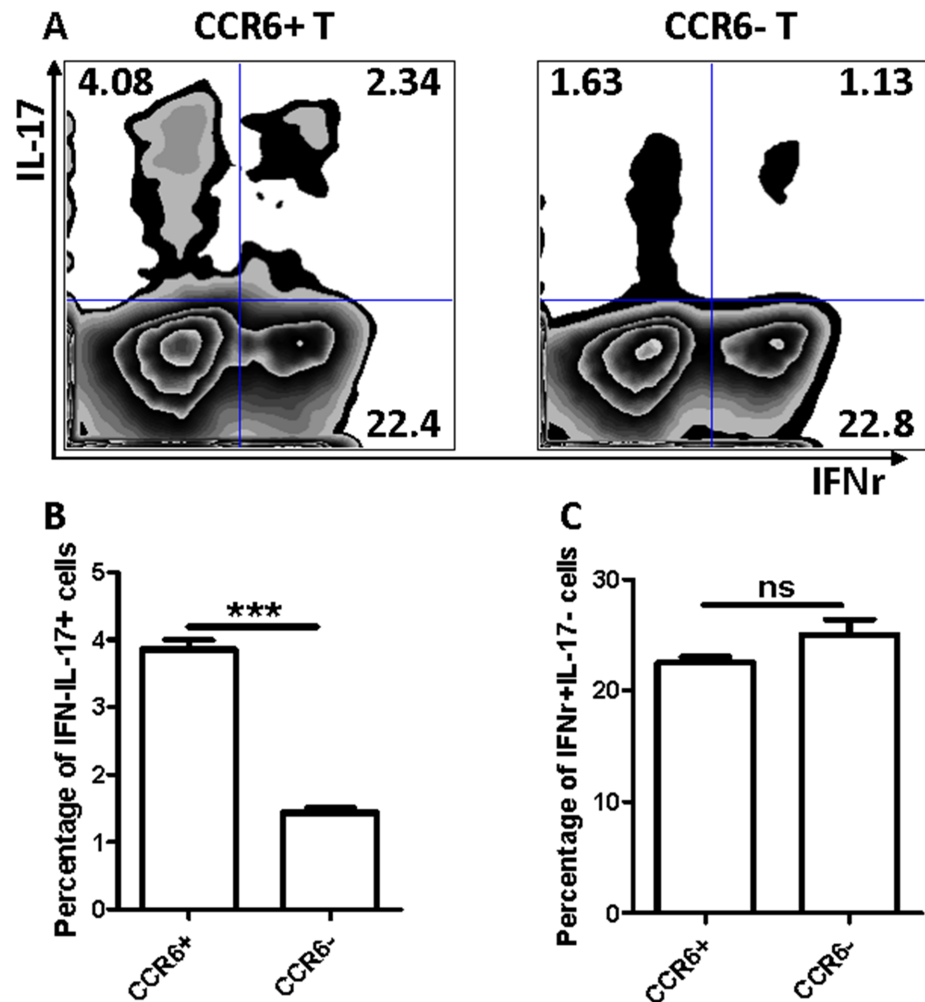 A
CCR6+ T
CCR6- T
IL-17
4.08
2.34
1.63
1.13
22.4
22.8
IFNr
B
Percentage of IFN-IL-17+ cells
5
4
3
2
1
0
***
CCR6+
CCR6-
C
Percentage of IFNr+IL-17- cells
30
20
10
0
ns
CCR6+
CCR6-